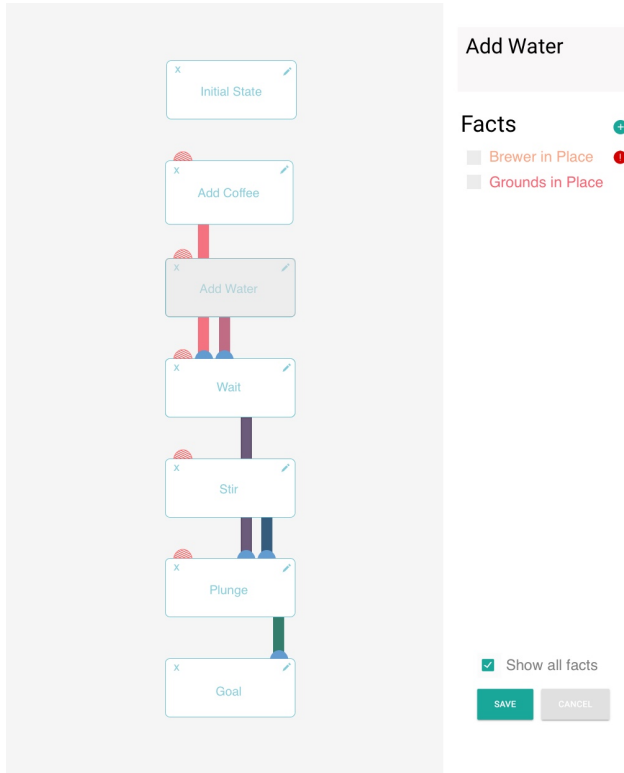 Add Water
x
Initial State
Facts
+
Brewer in Place
!
Grounds in Place
x
Add Coffee
x
Add Water
x
Wait
x
Stir
x
Plunge
x
Goal
Show all facts
SAVE
CANCEL